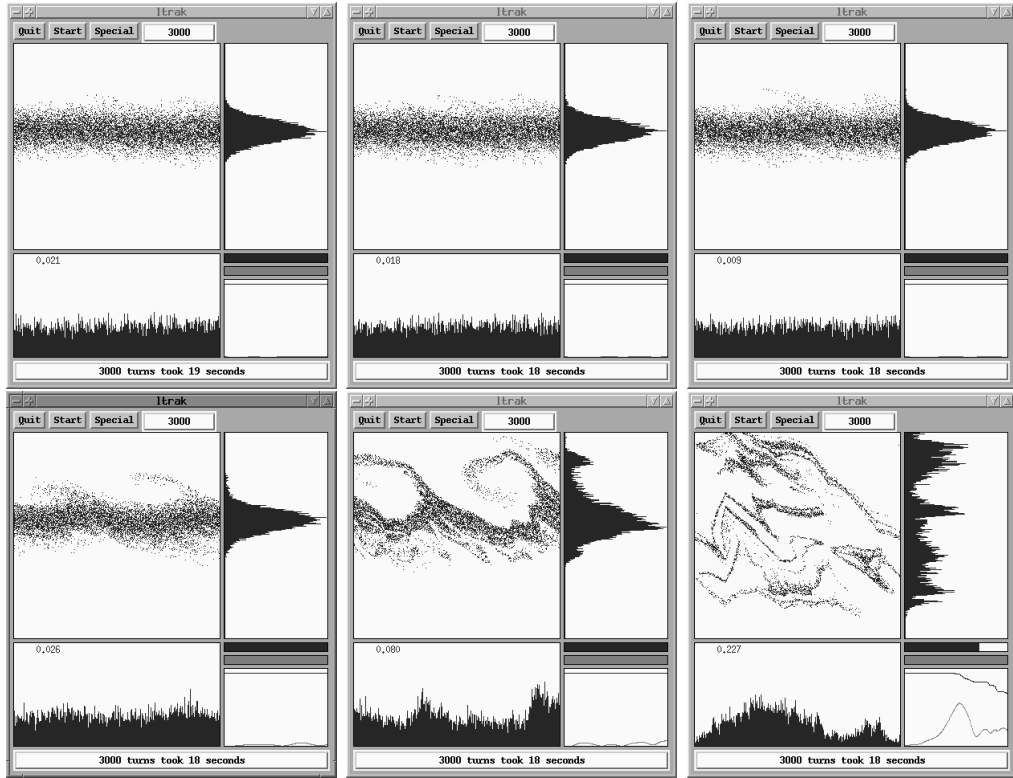 ltrak
Quit Start Special 3000
0.021
3000 turns took 19 seconds
ltrak
Quit Start Special 3000
0.018
3000 turns took 18 seconds
ltrak
Quit Start Special 3000
0.009
3000 turns took 18 seconds
ltrak
Quit Start Special 3000
0.026
3000 turns took 18 seconds
ltrak
Quit Start Special 3000
0.080
3000 turns took 18 seconds
ltrak
Quit Start Special 3000
0.227
3000 turns took 18 seconds